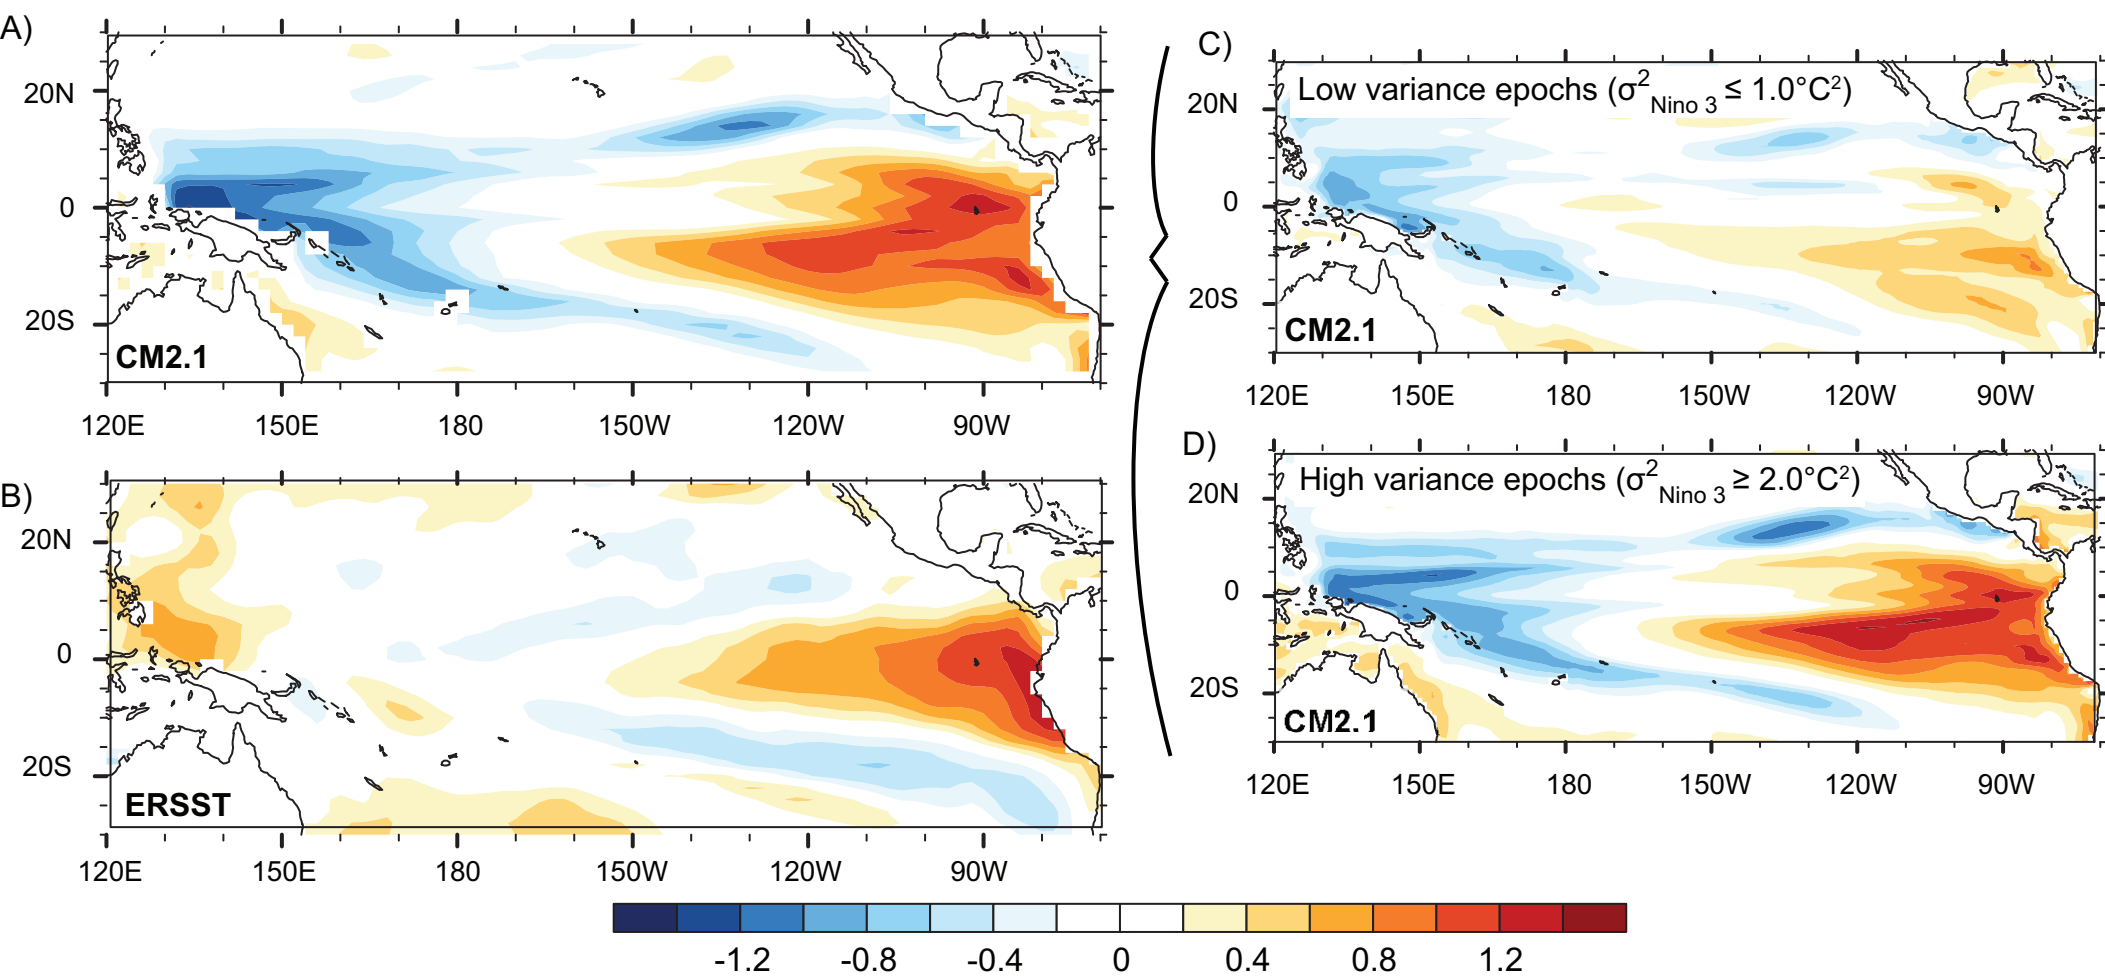 A)
20N
0
20S
CM2.1
120E 150E 180 150W 120W 90W
B)
20N
0
20S
ERSST
120E 150E 180 150W 120W 90W
C)
Low variance epochs (σ²Nino 3 ≤ 1.0°C²)
20N
0
20S
CM2.1
120E 150E 180 150W 120W 90W
D)
High variance epochs (σ²Nino 3 ≥ 2.0°C²)
20N
0
20S
CM2.1
120E 150E 180 150W 120W 90W
-1.2 -0.8 -0.4 0 0.4 0.8 1.2